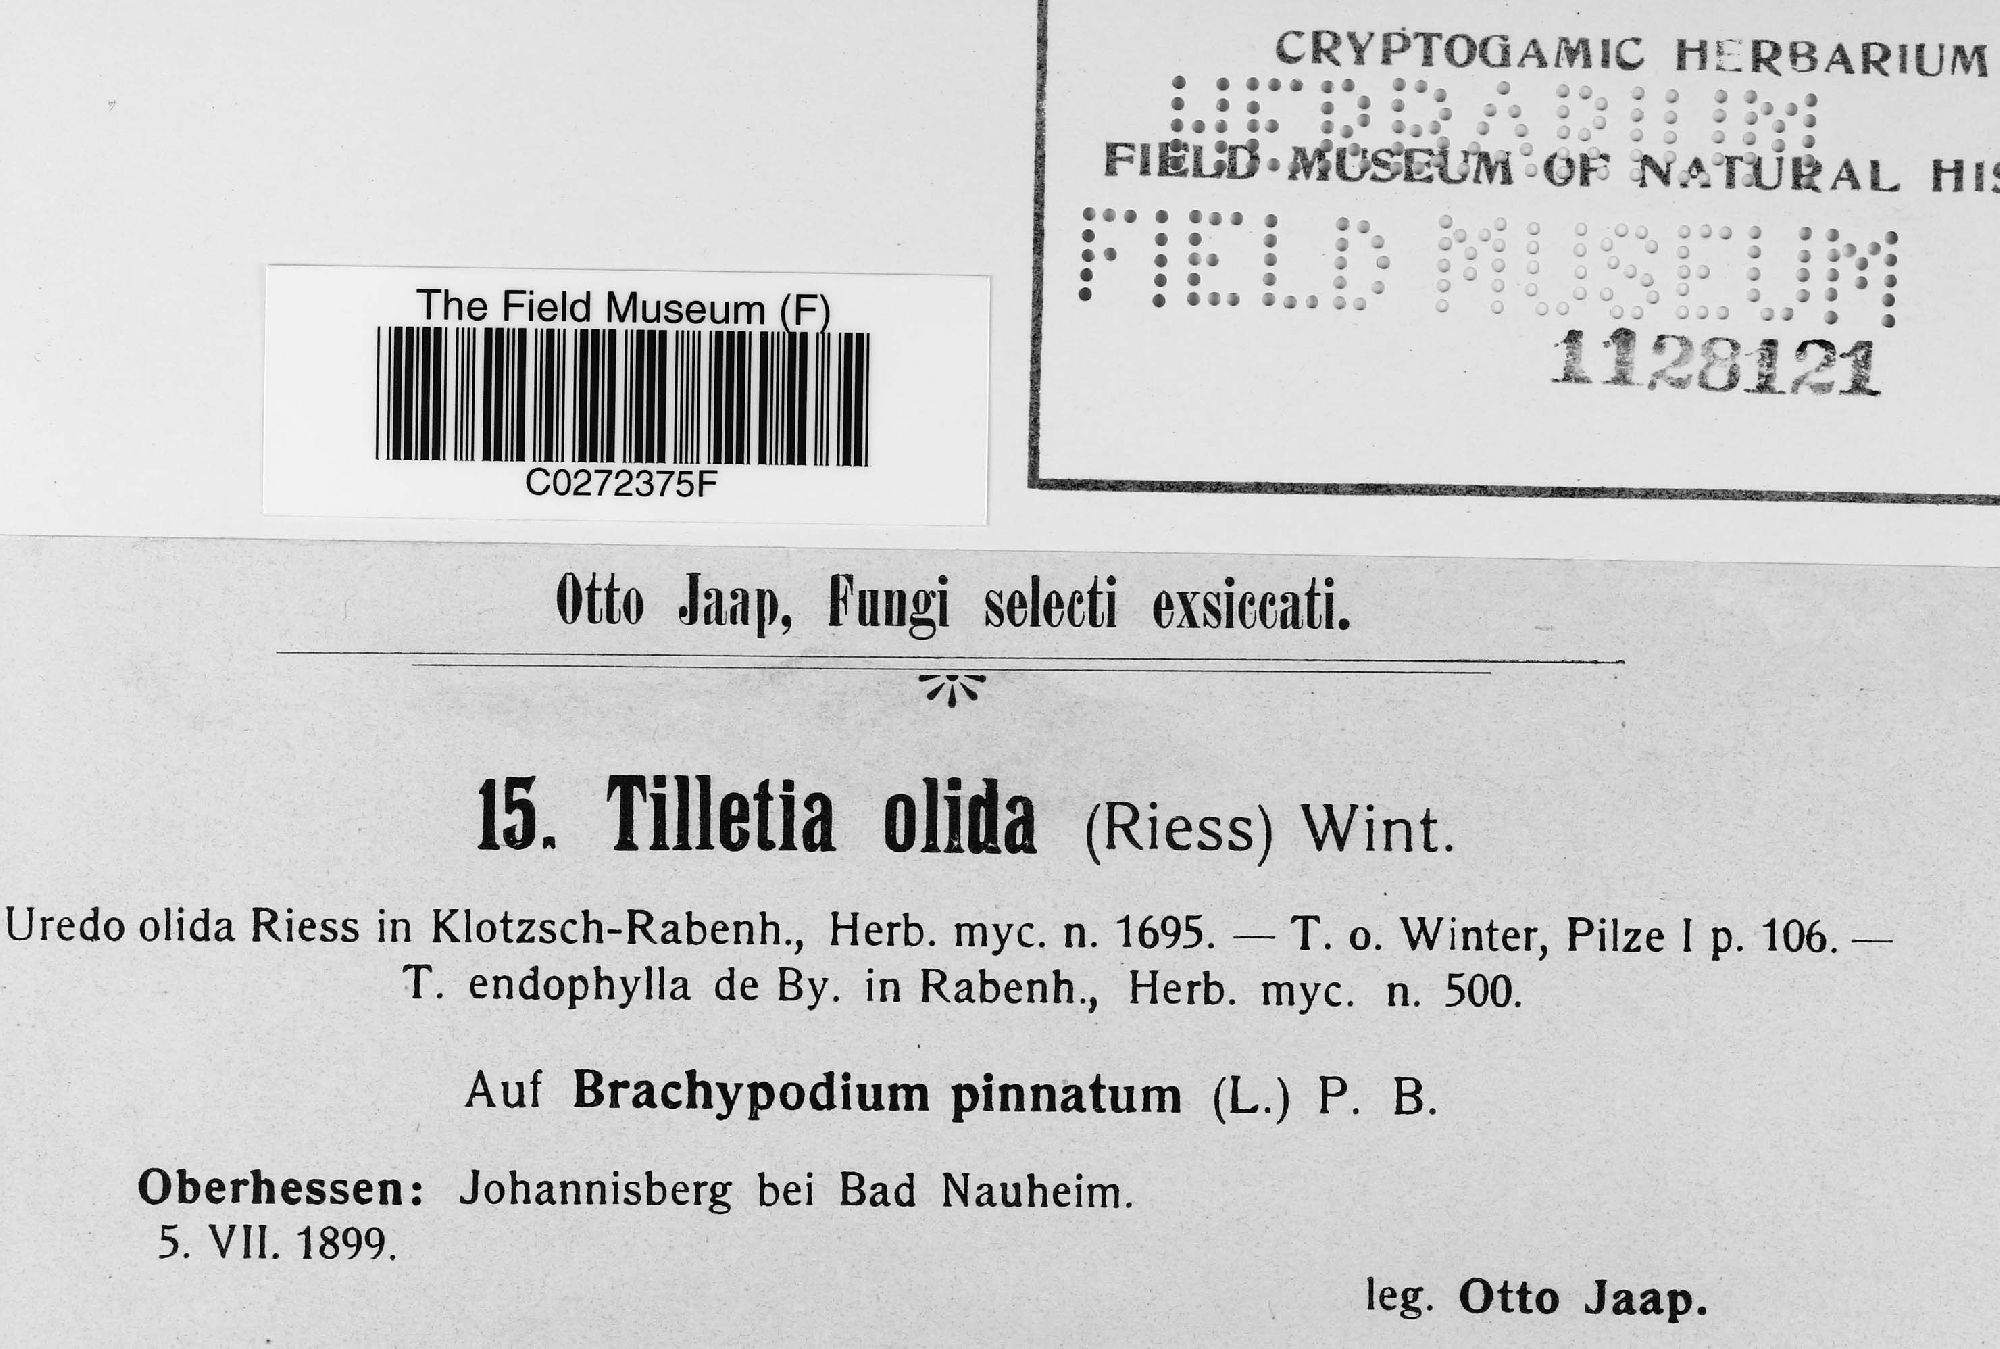 CRYPTOGAMIC HERBARIUM
HERBARIUM
FIELD MUSEUM OF NATURAL HIS
FIELD MUSEUM
1128121
The Field Museum (F)
C0272375F
Otto Jaap, Fungi selecti exsiccati.
15. Tilletia olida (Riess) Wint.
Uredo olida Riess in Klotzsch-Rabenh., Herb. myc. n. 1695. — T. o. Winter, Pilze I p. 106. —
T. endophylla de By. in Rabenh., Herb. myc. n. 500.
Auf Brachypodium pinnatum (L.) P. B.
Oberhessen: Johannisberg bei Bad Nauheim.
5. VII. 1899.
leg. Otto Jaap.